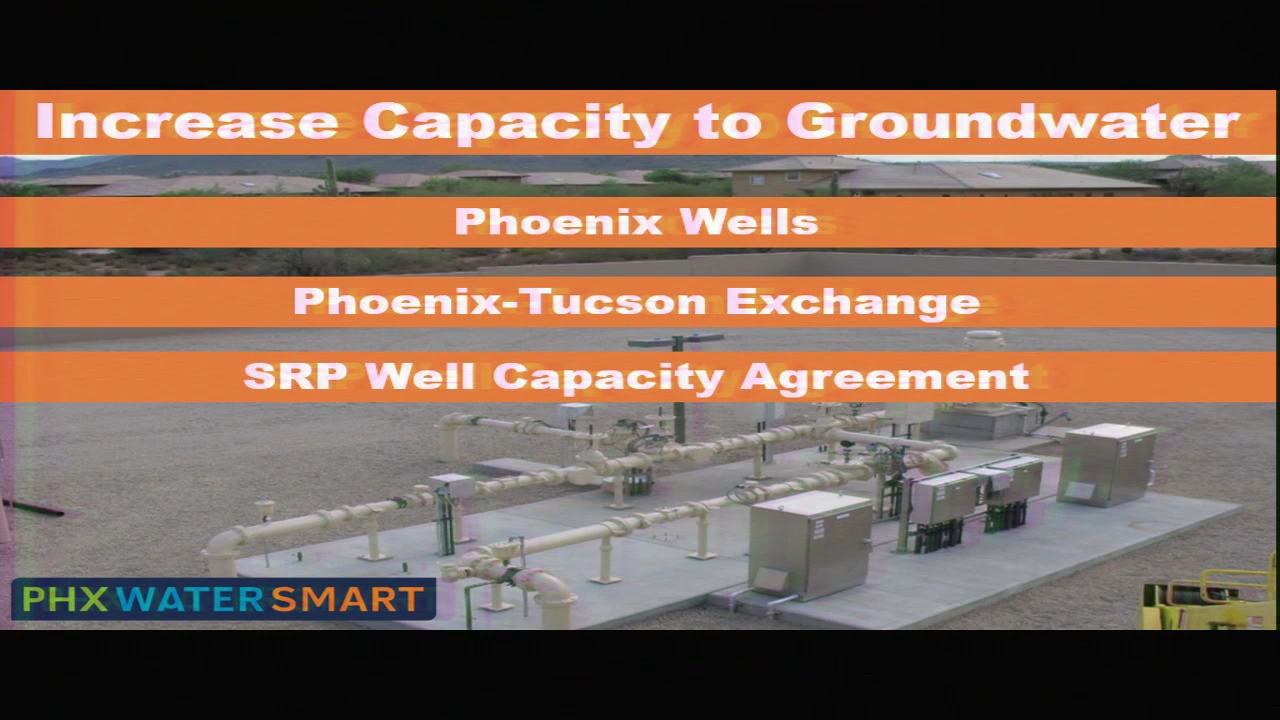 Increase Capacity to Groundwater
Phoenix Wells
Phoenix-Tucson Exchange
SRP Well Capacity Agreement
PHX WATER SMART